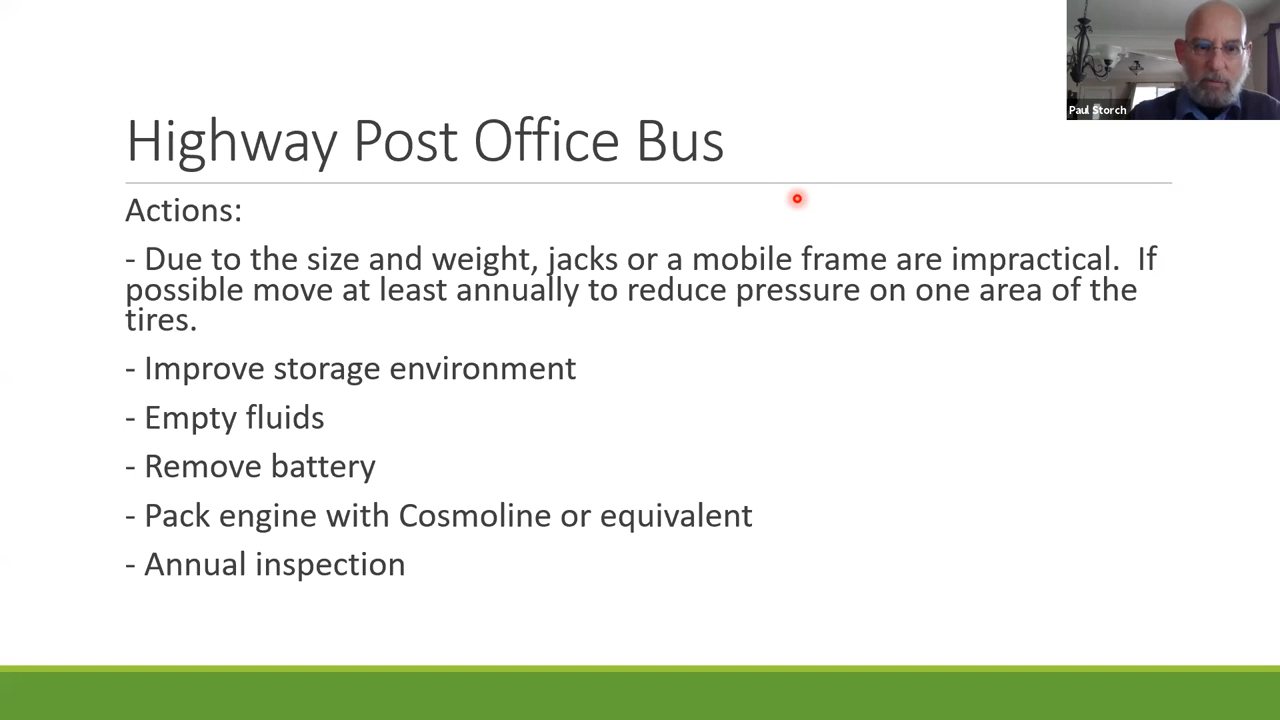 Paul Storch
Highway Post Office Bus
Actions:
- Due to the size and weight, jacks or a mobile frame are impractical.  If
possible move at least annually to reduce pressure on one area of the
tires.
- Improve storage environment
- Empty fluids
- Remove battery
- Pack engine with Cosmoline or equivalent
- Annual inspection